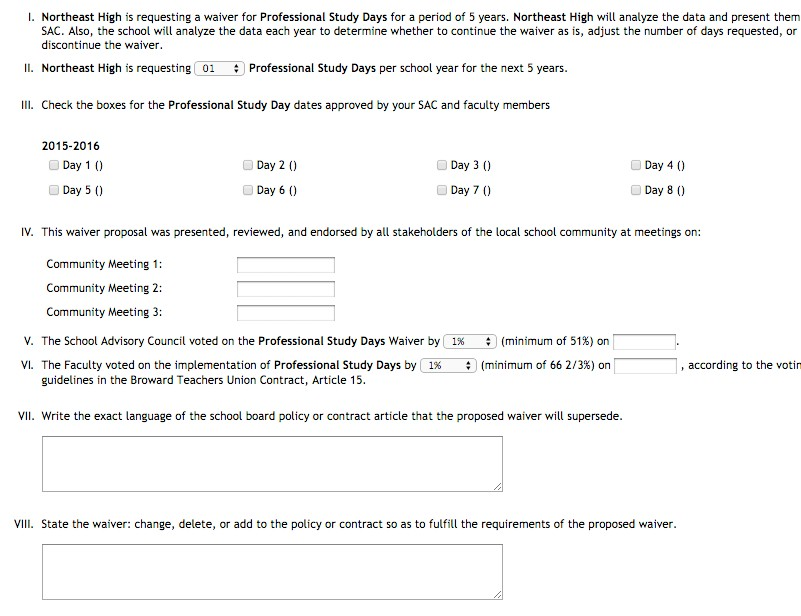 I. Northeast High is requesting a waiver for Professional Study Days for a period of 5 years. Northeast High will analyze the data and present them
SAC. Also, the school will analyze the data each year to determine whether to continue the waiver as is, adjust the number of days requested, or
discontinue the waiver.
II. Northeast High is requesting 01 Professional Study Days per school year for the next 5 years.
III. Check the boxes for the Professional Study Day dates approved by your SAC and faculty members
2015-2016
Day 1 () Day 2 () Day 3 () Day 4 ()
Day 5 () Day 6 () Day 7 () Day 8 ()
IV. This waiver proposal was presented, reviewed, and endorsed by all stakeholders of the local school community at meetings on:
Community Meeting 1:
Community Meeting 2:
Community Meeting 3:
V. The School Advisory Council voted on the Professional Study Days Waiver by 1% (minimum of 51%) on .
VI. The Faculty voted on the implementation of Professional Study Days by 1% (minimum of 66 2/3%) on , according to the votin
guidelines in the Broward Teachers Union Contract, Article 15.
VII. Write the exact language of the school board policy or contract article that the proposed waiver will supersede.
VIII. State the waiver: change, delete, or add to the policy or contract so as to fulfill the requirements of the proposed waiver.